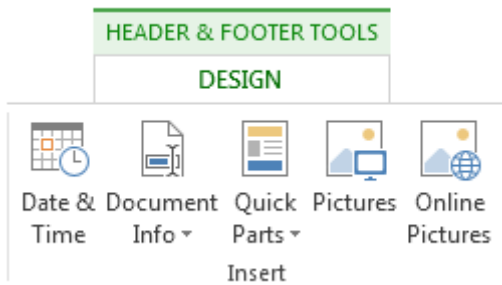 HEADER & FOOTER TOOLS
DESIGN
Date & Document Quick Pictures Online
Time Info Parts Pictures
Insert